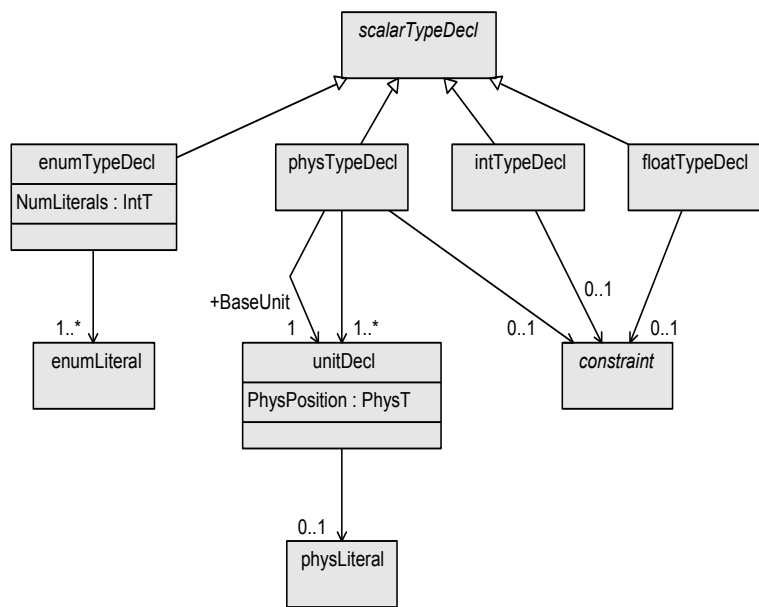 scalarTypeDecl
enumTypeDecl
physTypeDecl
intTypeDecl
floatTypeDecl
NumLiterals : IntT
+BaseUnit
0..1
1..*
1
1..*
0..1
0..1
enumLiteral
unitDecl
constraint
PhysPosition : PhysT
0..1
physLiteral